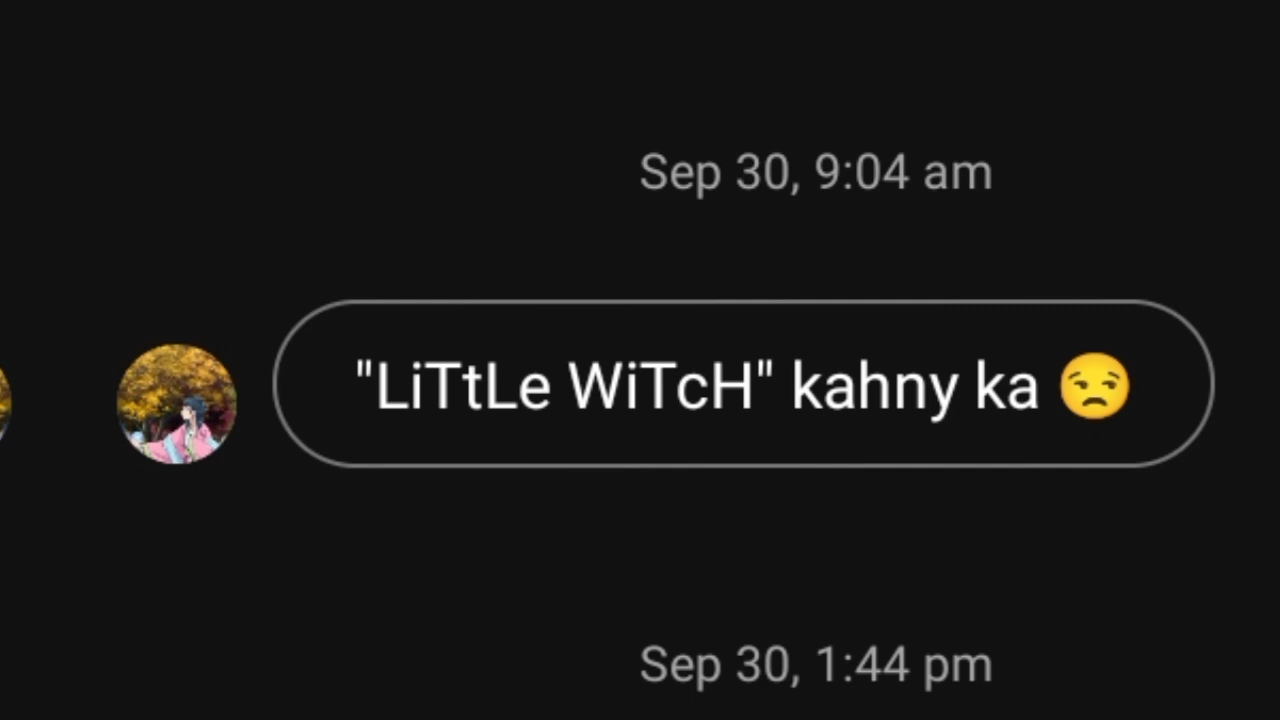 Sep 30, 9:04 am
"LiTtLe WiTcH" kahny ka 😒
Sep 30, 1:44 pm